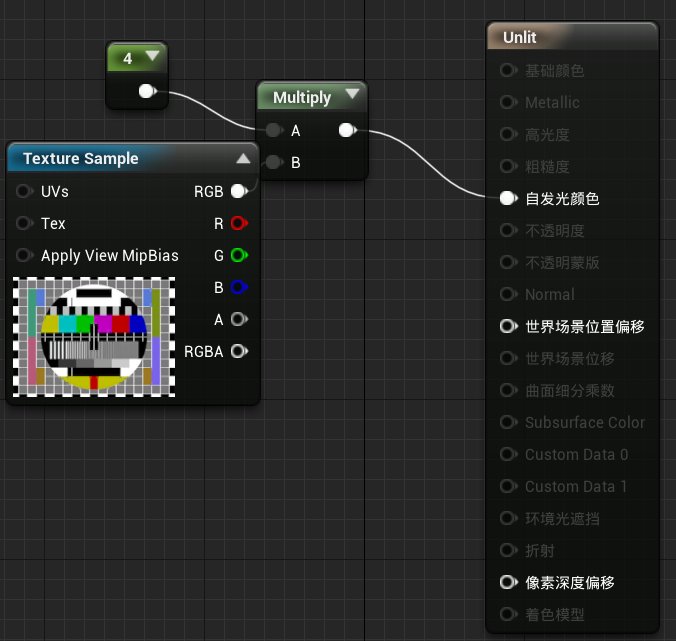 4
Multiply
A
B
Texture Sample
UVs
RGB
Tex
R
Apply View MipBias
G
B
A
RGBA
Unlit
基础颜色
Metallic
高光度
粗糙度
自发光颜色
不透明度
不透明蒙版
Normal
世界场景位置偏移
世界场景位移
曲面细分乘数
Subsurface Color
Custom Data 0
Custom Data 1
环境光遮挡
折射
像素深度偏移
着色模型